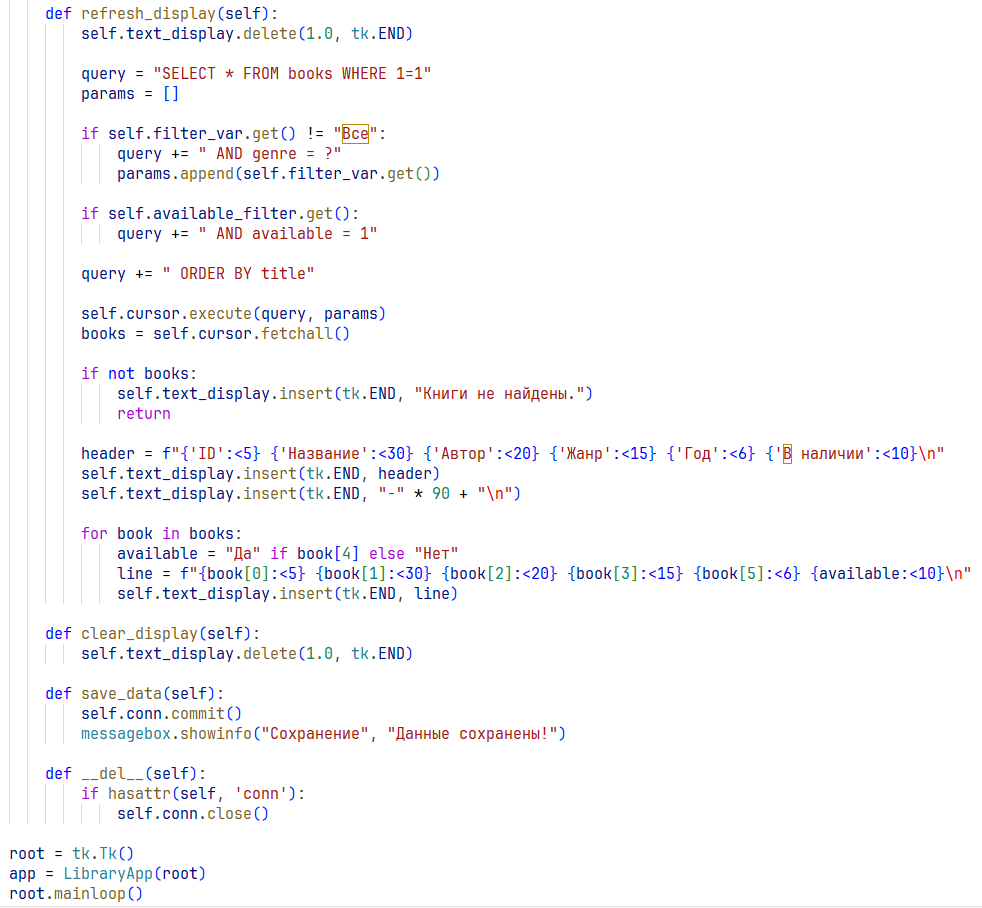 def refresh_display(self):
self.text_display.delete(1.0, tk.END)
query = "SELECT * FROM books WHERE 1=1"
params = []
if self.filter_var.get() != "Все":
query += " AND genre = ?"
params.append(self.filter_var.get())
if self.available_filter.get():
query += " AND available = 1"
query += " ORDER BY title"
self.cursor.execute(query, params)
books = self.cursor.fetchall()
if not books:
self.text_display.insert(tk.END, "Книги не найдены.")
return
header = f"{'ID':<5} {'Название':<30} {'Автор':<20} {'Жанр':<15} {'Год':<6} {'В наличии':<10}\n"
self.text_display.insert(tk.END, header)
self.text_display.insert(tk.END, "-" * 90 + "\n")
for book in books:
available = "Да" if book[4] else "Нет"
line = f"{book[0]:<5} {book[1]:<30} {book[2]:<20} {book[3]:<15} {book[5]:<6} {available:<10}\n"
self.text_display.insert(tk.END, line)
def clear_display(self):
self.text_display.delete(1.0, tk.END)
def save_data(self):
self.conn.commit()
messagebox.showinfo("Сохранение", "Данные сохранены!")
def __del__(self):
if hasattr(self, 'conn'):
self.conn.close()
root = tk.Tk()
app = LibraryApp(root)
root.mainloop()